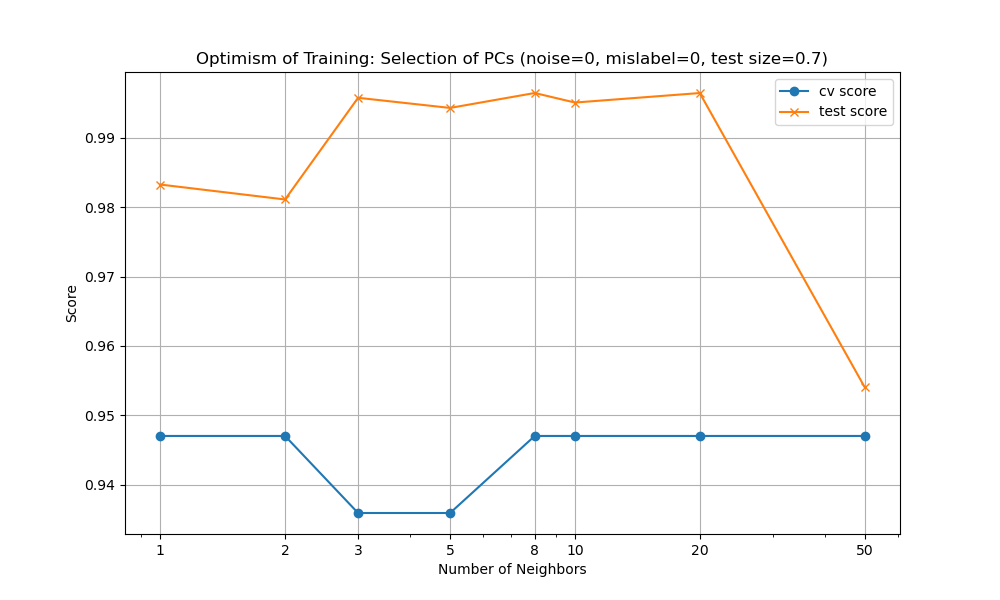 Optimism of Training: Selection of PCs (noise=0, mislabel=0, test size=0.7)
cv score
test score
0.99
0.98
0.97
0.96
0.95
0.94
Score
1 2 3 5 8 10 20 50
Number of Neighbors